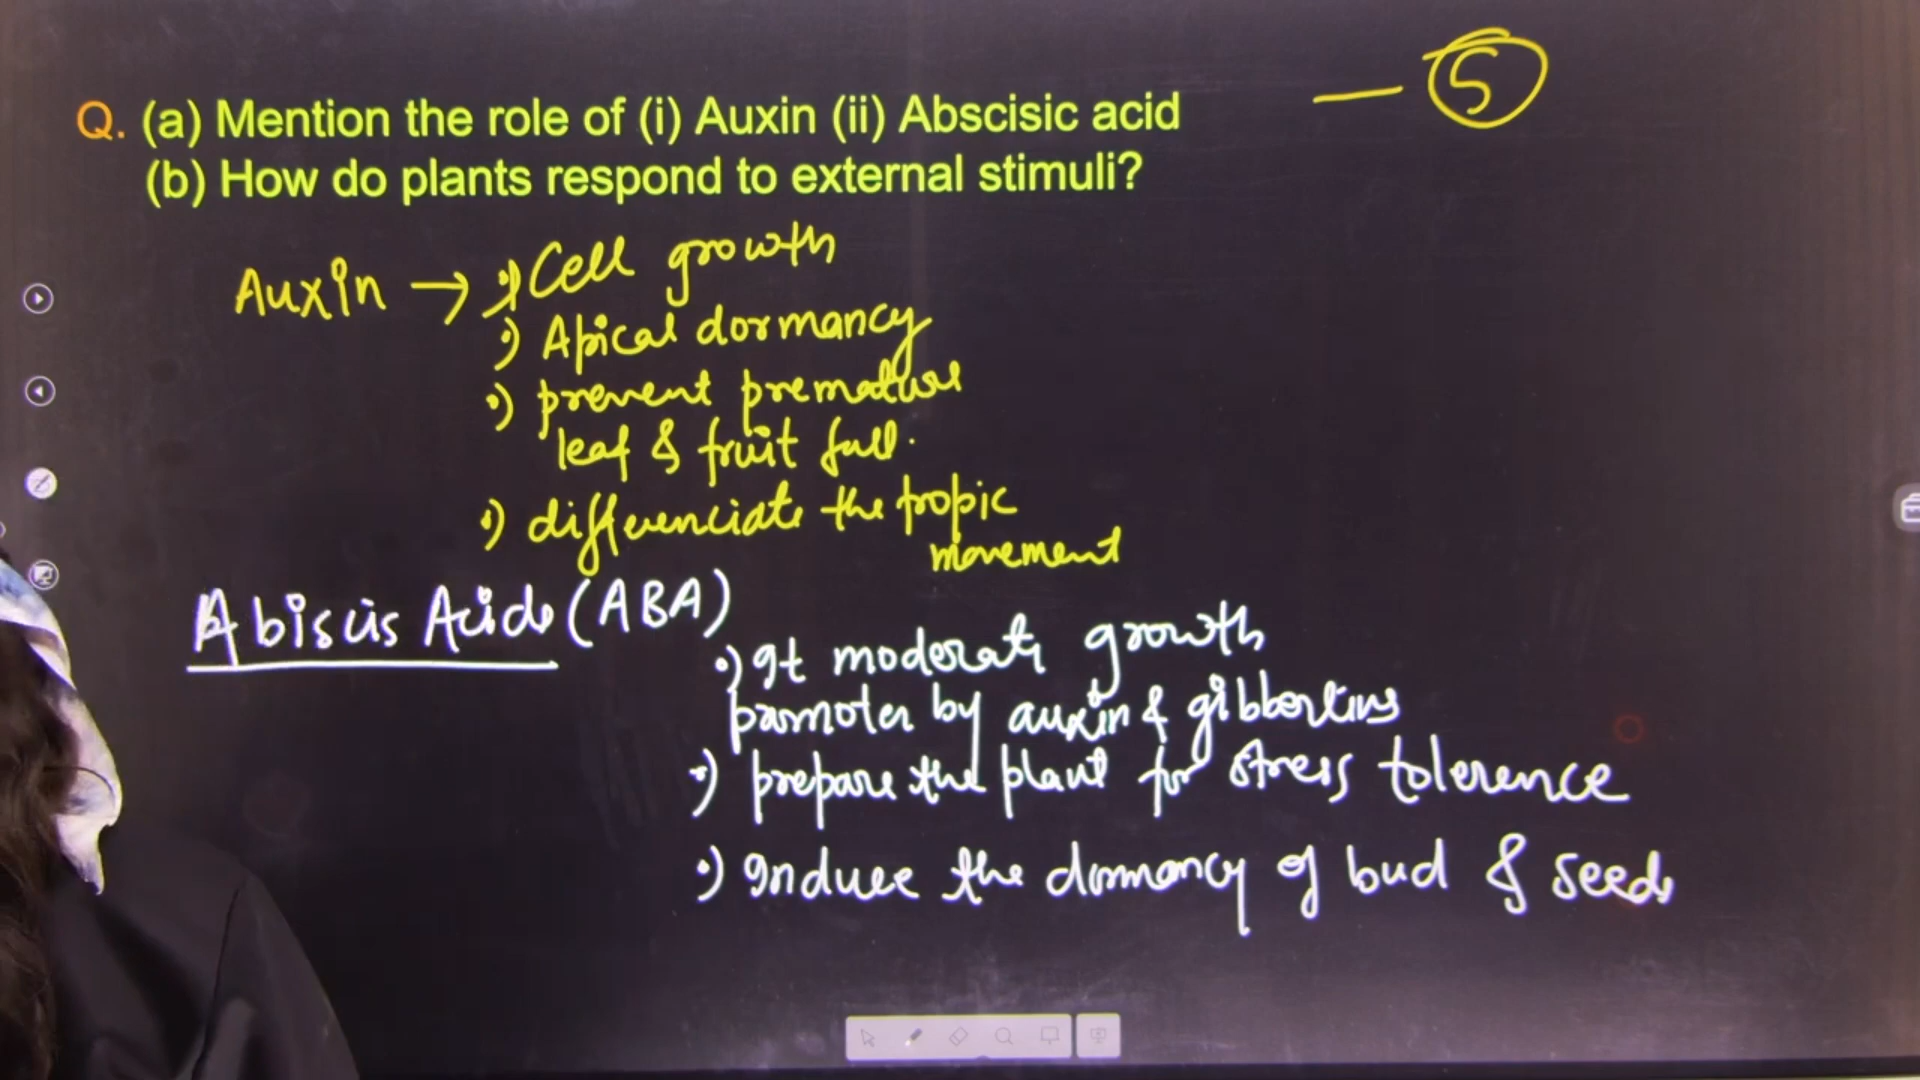 Q. (a) Mention the role of (i) Auxin (ii) Abscisic acid
(b) How do plants respond to external stimuli?
— 5
Auxin → Cell growth
Apical dormancy
prevent premature
leaf & fruit fall.
differenciate the tropic
movement
Abiscis Acid (ABA)
It moderate growth
pramoter by auxin & gibberlins
prepare the plant for stress tolerence
Induce the dormancy of bud & seeds